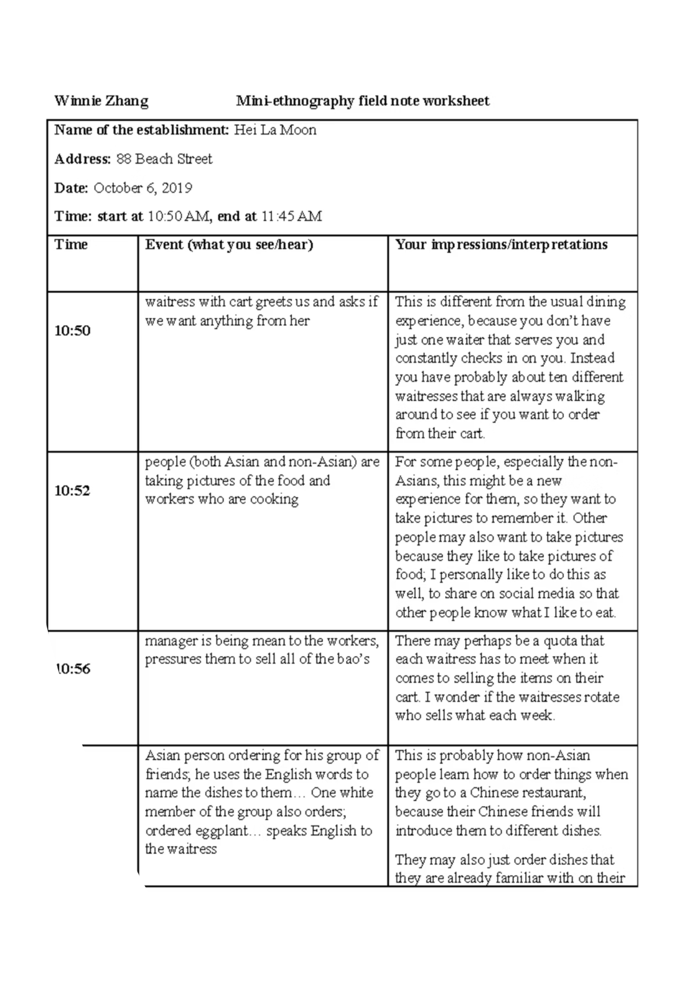 Winnie Zhang Mini-ethnography field note worksheet
Name of the establishment: Hei La Moon
Address: 88 Beach Street
Date: October 6, 2019
Time: start at 10:50 AM, end at 11:45 AM
Time Event (what you see/hear) Your impressions/interpretations
10:50
waitress with cart greets us and asks if
we want anything from her
This is different from the usual dining
experience, because you don't have
just one waiter that serves you and
constantly checks in on you. Instead
you have probably about ten different
waitresses that are always walking
around to see if you want to order
from their cart.
10:52
people (both Asian and non-Asian) are
taking pictures of the food and
workers who are cooking
For some people, especially the non-
Asians, this might be a new
experience for them, so they want to
take pictures to remember it. Other
people may also want to take pictures
because they like to take pictures of
food; I personally like to do this as
well, to share on social media so that
other people know what I like to eat.
10:56
manager is being mean to the workers,
pressures them to sell all of the bao's
There may perhaps be a quota that
each waitress has to meet when it
comes to selling the items on their
cart. I wonder if the waitresses rotate
who sells what each week.
Asian person ordering for his group of
friends; he uses the English words to
name the dishes to them… One white
member of the group also orders;
ordered eggplant… speaks English to
the waitress
This is probably how non-Asian
people learn how to order things when
they go to a Chinese restaurant,
because their Chinese friends will
introduce them to different dishes.
They may also just order dishes that
they are already familiar with on their